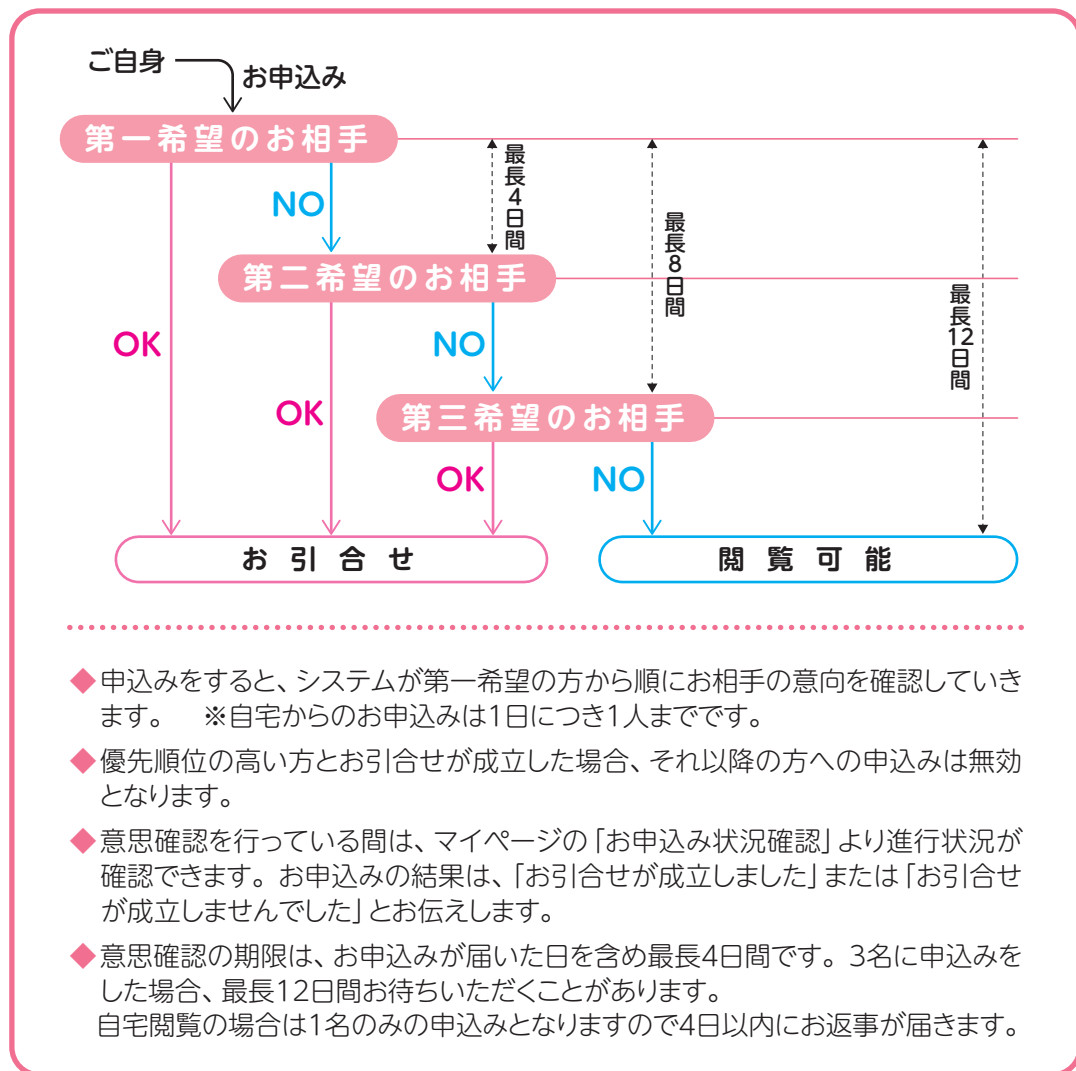 ご自身
お申込み
第一希望のお相手
最長4日間
最長8日間
最長12日間
NO
第二希望のお相手
OK
NO
OK
第三希望のお相手
OK
NO
お引合せ
閲覧可能
◆申込みをすると、システムが第一希望の方から順にお相手の意向を確認していき
ます。　※自宅からのお申込みは1日につき1人までです。
◆優先順位の高い方とお引合せが成立した場合、それ以降の方への申込みは無効
となります。
◆意思確認を行っている間は、マイページの「お申込み状況確認」より進行状況が
確認できます。お申込みの結果は、「お引合せが成立しました」または「お引合せ
が成立しませんでした」とお伝えします。
◆意思確認の期限は、お申込みが届いた日を含め最長4日間です。3名に申込みを
した場合、最長12日間お待ちいただくことがあります。
自宅閲覧の場合は1名のみの申込みとなりますので4日以内にお返事が届きます。